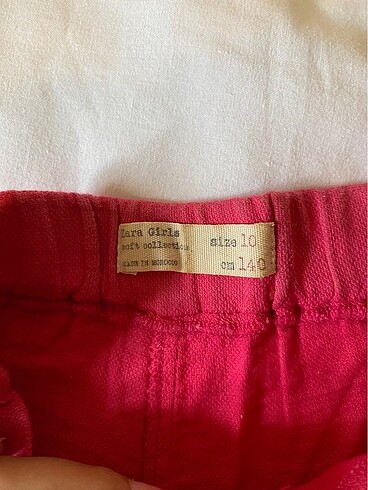 Zara Girls
soft collection.
MADE IN MOROCCO
size 10
cm 140